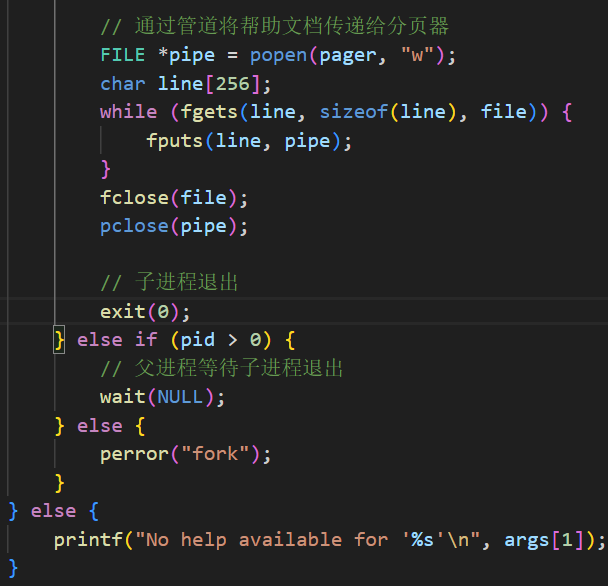 // 通过管道将帮助文档传递给分页器
FILE *pipe = popen(pager, "w");
char line[256];
while (fgets(line, sizeof(line), file)) {
fputs(line, pipe);
}
fclose(file);
pclose(pipe);
// 子进程退出
exit(0);
} else if (pid > 0) {
// 父进程等待子进程退出
wait(NULL);
} else {
perror("fork");
}
} else {
printf("No help available for '%s'\n", args[1]);
}